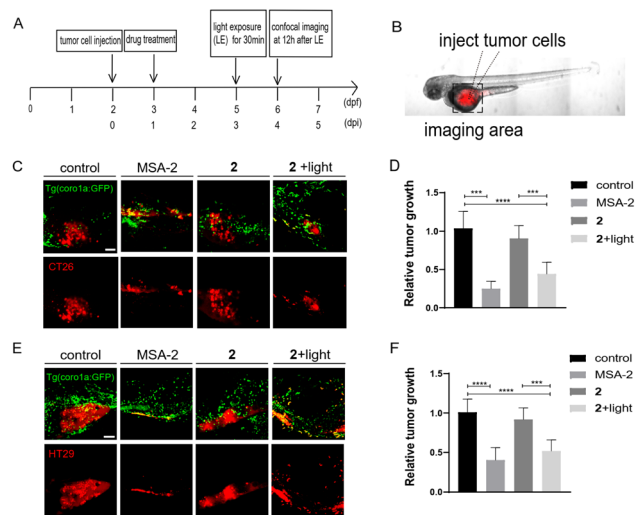 A
tumor cell injection
drug treatment
light exposure
(LE) for 30min
confocal imaging
at 12h after LE
0 1 2 3 4 5 6 7 (dpf)
0 1 2 3 4 5 (dpi)
B
inject tumor cells
imaging area
C
control MSA-2 2 2 +light
Tg(coro1a:GFP)
CT26
D
Relative tumor growth
1.5
1.0
0.5
0.0
***
***
****
control
MSA-2
2
2+light
E
control MSA-2 2 2+light
Tg(coro1a:GFP)
HT29
F
Relative tumor growth
1.5
1.0
0.5
0.0
****
***
****
control
MSA-2
2
2+light